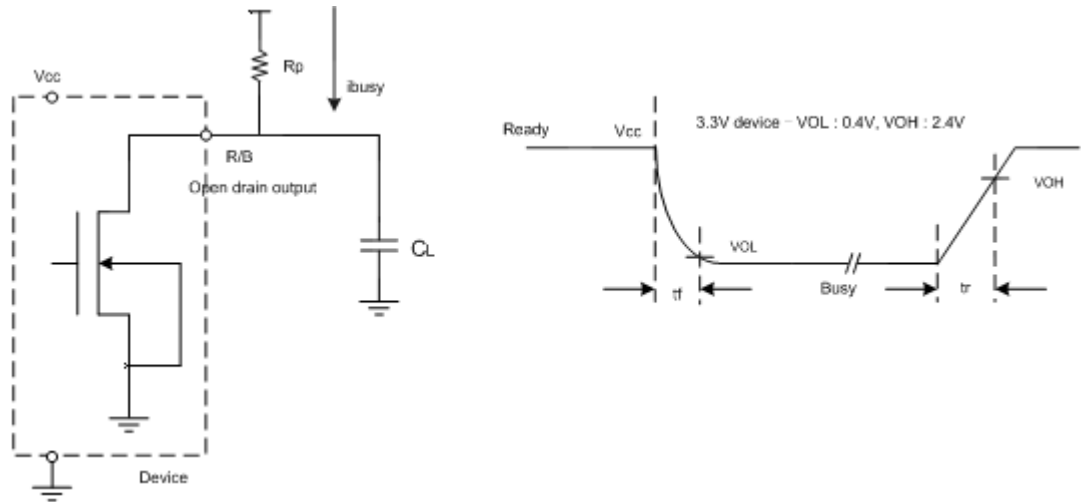 Rp
ibusy
Vcc
R/B
Open drain output
CL
Device
Ready
Vcc
3.3V device - VOL : 0.4V, VOH : 2.4V
VOH
VOL
Busy
tf
tr